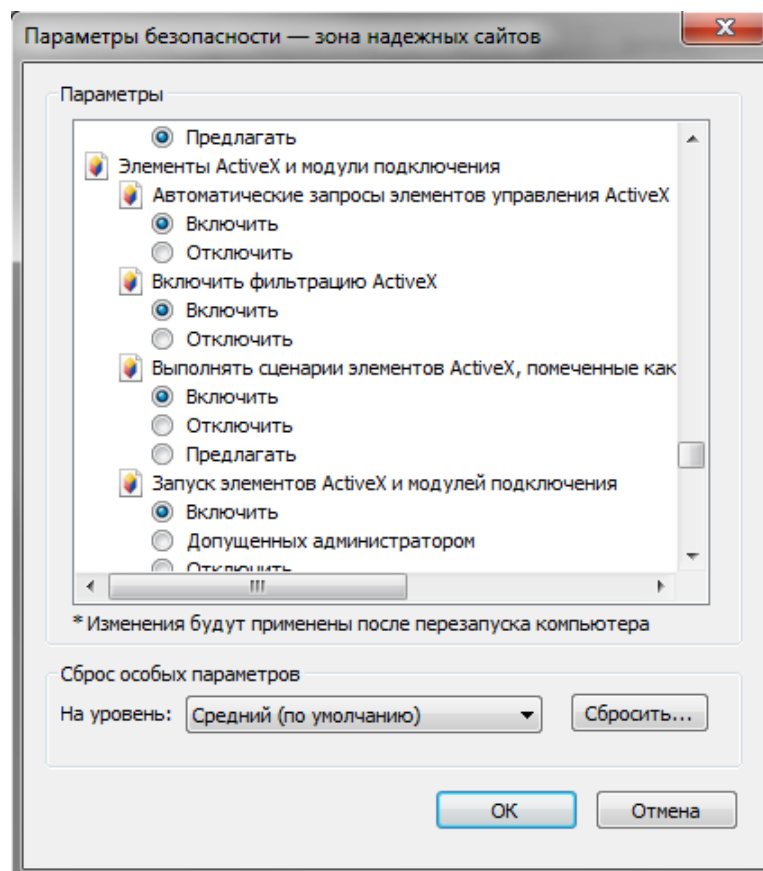 Параметры безопасности — зона надежных сайтов
Параметры
Предлагать
Элементы ActiveX и модули подключения
Автоматические запросы элементов управления ActiveX
Включить
Отключить
Включить фильтрацию ActiveX
Включить
Отключить
Выполнять сценарии элементов ActiveX, помеченные как
Включить
Отключить
Предлагать
Запуск элементов ActiveX и модулей подключения
Включить
Допущенных администратором
Отключить
* Изменения будут применены после перезапуска компьютера
Сброс особых параметров
На уровень: Средний (по умолчанию) Сбросить...
ОК Отмена